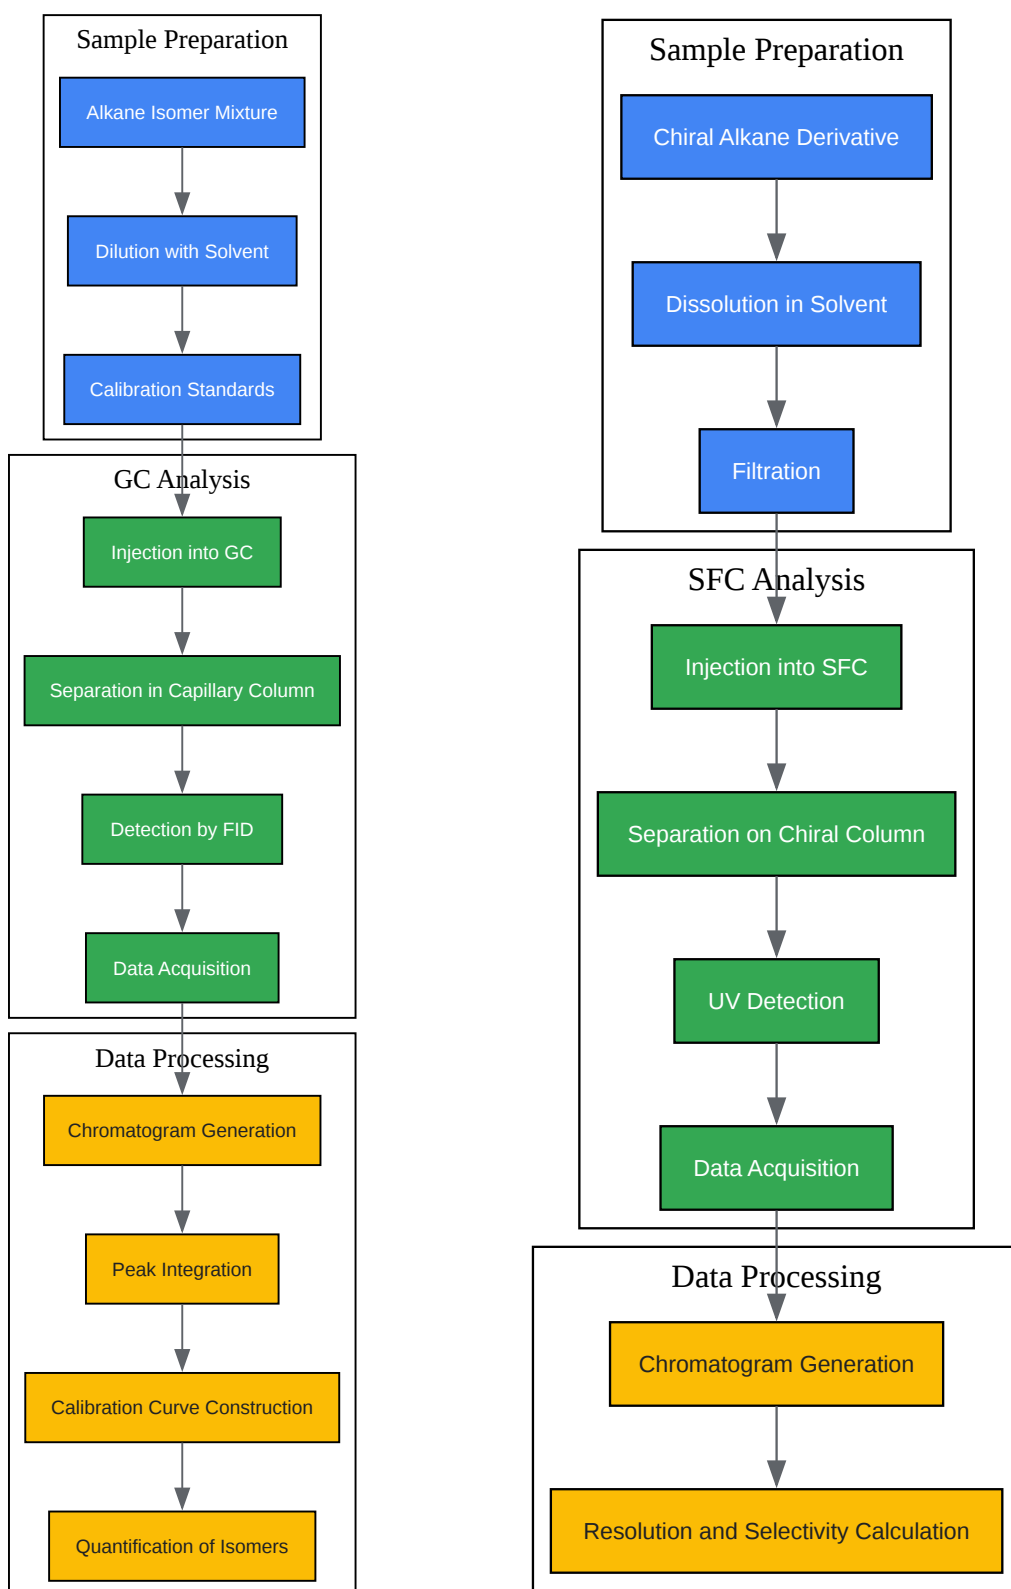 Sample Preparation
Alkane Isomer Mixture
Dilution with Solvent
Calibration Standards
GC Analysis
Injection into GC
Separation in Capillary Column
Detection by FID
Data Acquisition
Data Processing
Chromatogram Generation
Peak Integration
Calibration Curve Construction
Quantification of Isomers
Sample Preparation
Chiral Alkane Derivative
Dissolution in Solvent
Filtration
SFC Analysis
Injection into SFC
Separation on Chiral Column
UV Detection
Data Acquisition
Data Processing
Chromatogram Generation
Resolution and Selectivity Calculation